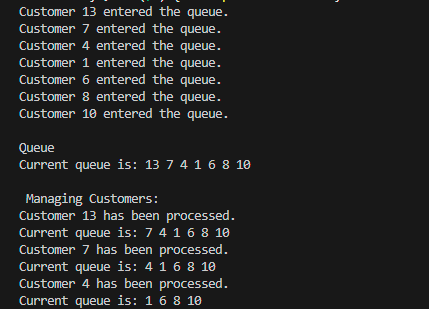 Customer 13 entered the queue.
Customer 7 entered the queue.
Customer 4 entered the queue.
Customer 1 entered the queue.
Customer 6 entered the queue.
Customer 8 entered the queue.
Customer 10 entered the queue.

Queue
Current queue is: 13 7 4 1 6 8 10

 Managing Customers:
Customer 13 has been processed.
Current queue is: 7 4 1 6 8 10
Customer 7 has been processed.
Current queue is: 4 1 6 8 10
Customer 4 has been processed.
Current queue is: 1 6 8 10